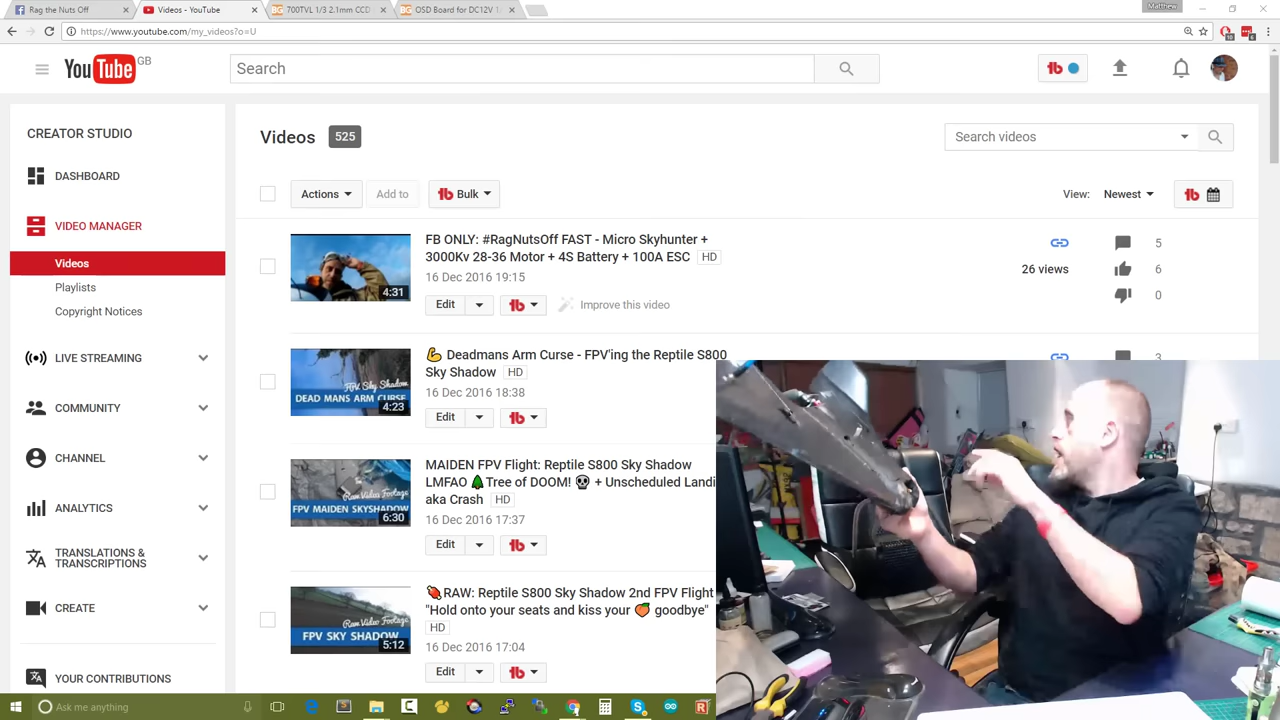 Rag the Nuts Off
Videos - YouTube
700TVL 1/3 2.1mm CCD
OSD Board for DC12V 1
Matthew
https://www.youtube.com/my_videos?o=U
YouTube GB
Search
CREATOR STUDIO
DASHBOARD
VIDEO MANAGER
Videos
Playlists
Copyright Notices
LIVE STREAMING
COMMUNITY
CHANNEL
ANALYTICS
TRANSLATIONS &
TRANSCRIPTIONS
CREATE
YOUR CONTRIBUTIONS
Videos 525
Search videos
Actions
Add to
Bulk
View: Newest
FB ONLY: #RagNutsOff FAST - Micro Skyhunter +
3000Kv 28-36 Motor + 4S Battery + 100A ESC HD
16 Dec 2016 19:15
4:31
Edit
Improve this video
26 views
5
6
0
💪 Deadmans Arm Curse - FPV'ing the Reptile S800
Sky Shadow HD
16 Dec 2016 18:38
FPV Sky Shadow
DEAD MANS ARM CURSE
4:23
Edit
3
MAIDEN FPV Flight: Reptile S800 Sky Shadow
LMFAO 🌲Tree of DOOM! 💀 + Unscheduled Landi
aka Crash HD
16 Dec 2016 17:37
Raw Video Footage
FPV MAIDEN SKYSHADOW
6:30
Edit
RAW: Reptile S800 Sky Shadow 2nd FPV Flight
"Hold onto your seats and kiss your 🍑 goodbye"
HD
16 Dec 2016 17:04
Raw Video Footage
FPV SKY SHADOW
5:12
Edit
Ask me anything